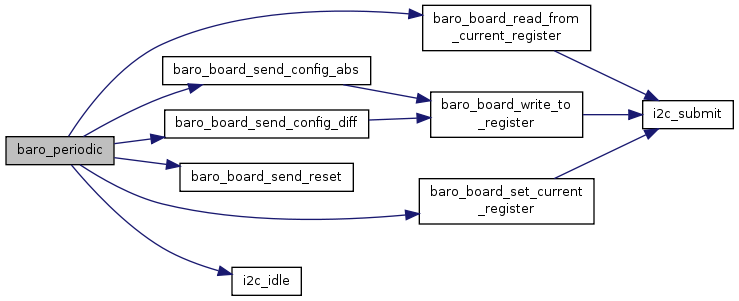 baro_board_read_from
_current_register
baro_board_send_config_abs
baro_board_write_to
_register
i2c_submit
baro_board_send_config_diff
baro_periodic
baro_board_send_reset
baro_board_set_current
_register
i2c_idle